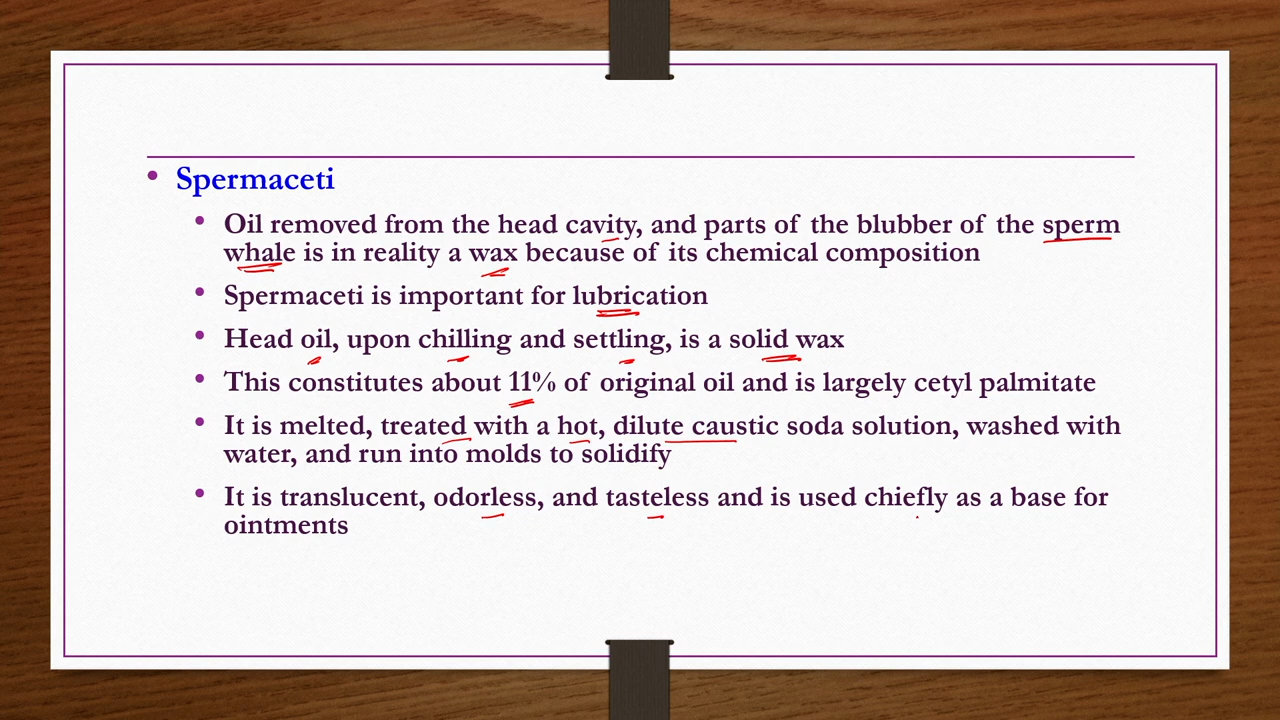 Spermaceti
Oil removed from the head cavity, and parts of the blubber of the sperm
whale is in reality a wax because of its chemical composition
Spermaceti is important for lubrication
Head oil, upon chilling and settling, is a solid wax
This constitutes about 11% of original oil and is largely cetyl palmitate
It is melted, treated with a hot, dilute caustic soda solution, washed with
water, and run into molds to solidify
It is translucent, odorless, and tasteless and is used chiefly as a base for
ointments